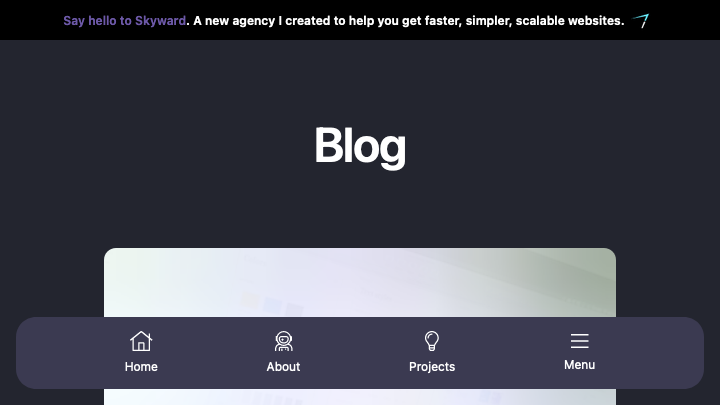 Say hello to Skyward. A new agency I created to help you get faster, simpler, scalable websites.
Blog
Home
About
Projects
Menu